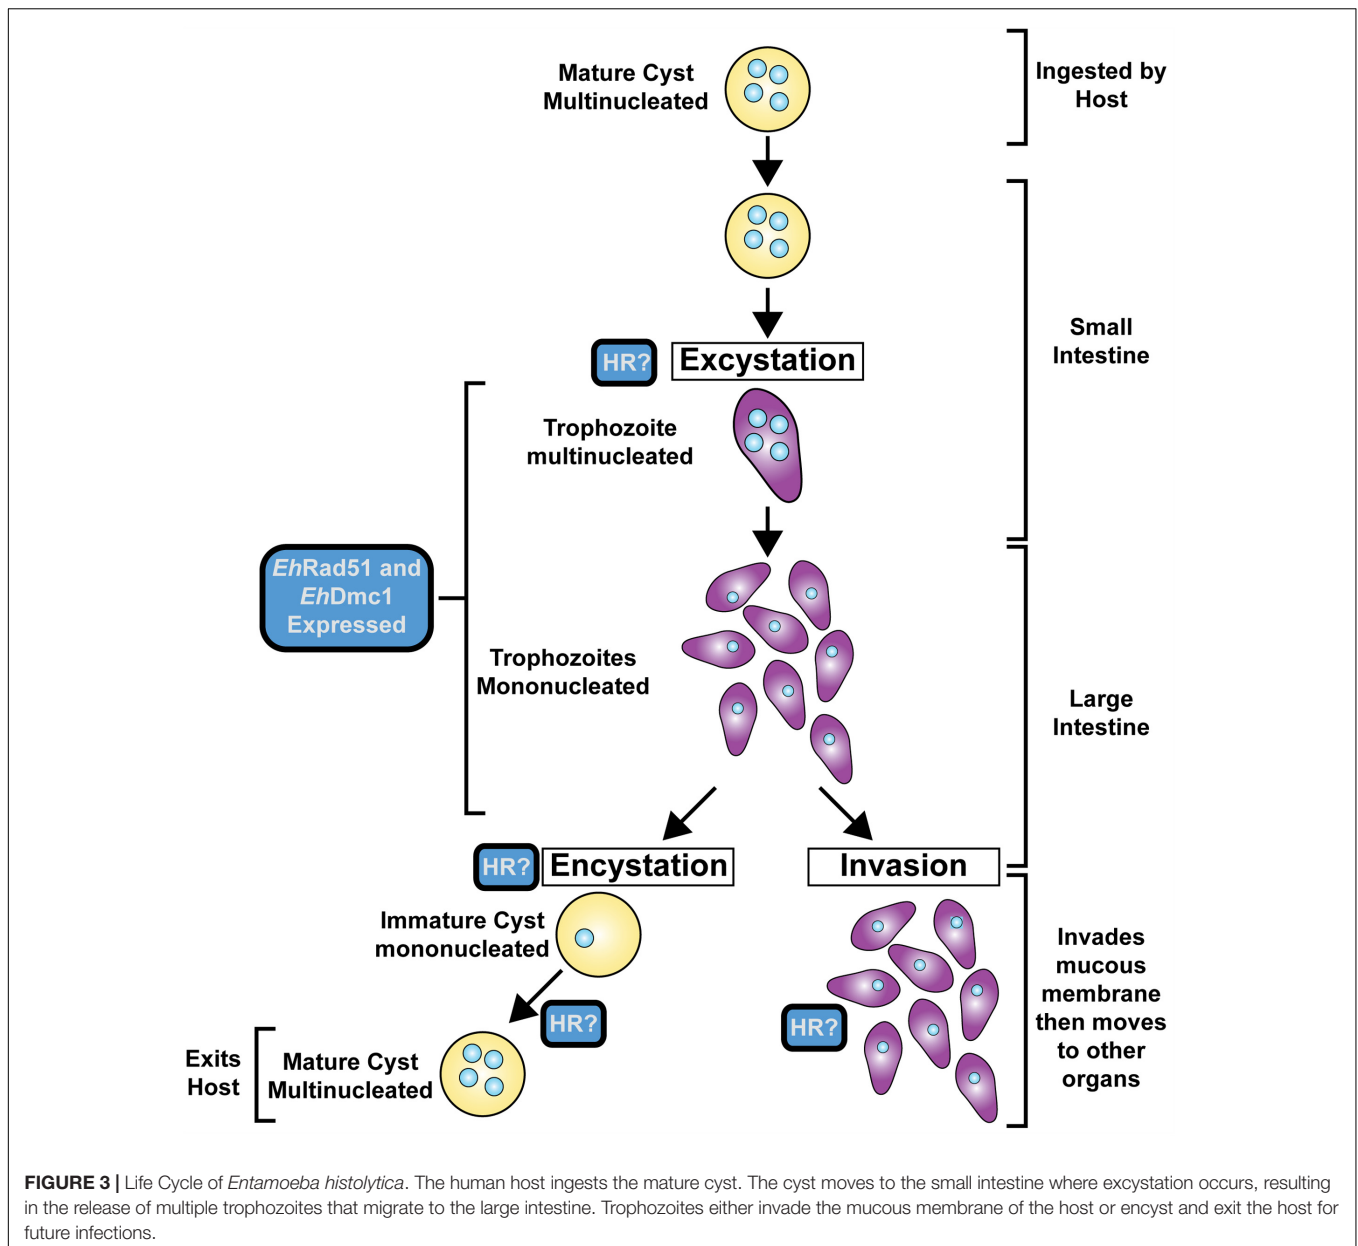 Mature Cyst
Multinucleated
Ingested by
Host
Small
Intestine
HR?
Excystation
Trophozoite
multinucleated
EhRad51 and
EhDmc1
Expressed
Trophozoites
Mononucleated
Large
Intestine
HR?
Encystation
Invasion
Immature Cyst
mononucleated
HR?
HR?
Invades
mucous
membrane
then moves
to other
organs
Exits
Host
Mature Cyst
Multinucleated
FIGURE 3 | Life Cycle of Entamoeba histolytica. The human host ingests the mature cyst. The cyst moves to the small intestine where excystation occurs, resulting
in the release of multiple trophozoites that migrate to the large intestine. Trophozoites either invade the mucous membrane of the host or encyst and exit the host for
future infections.